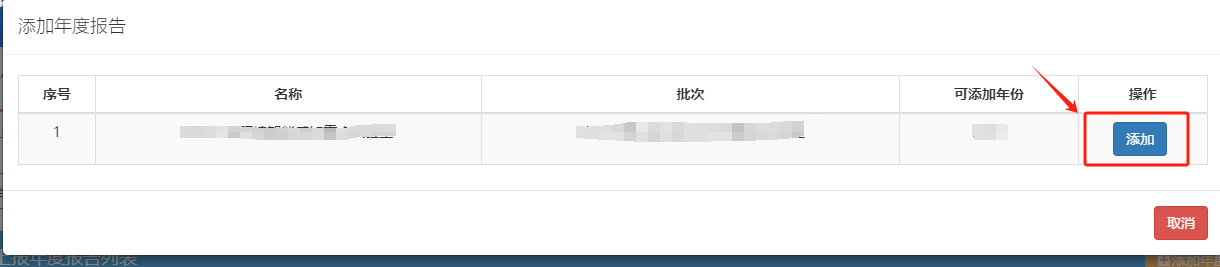 添加年度报告
序号 名称 批次 可添加年份 操作
1 添加
取消
上报年度报告列表 添加年度